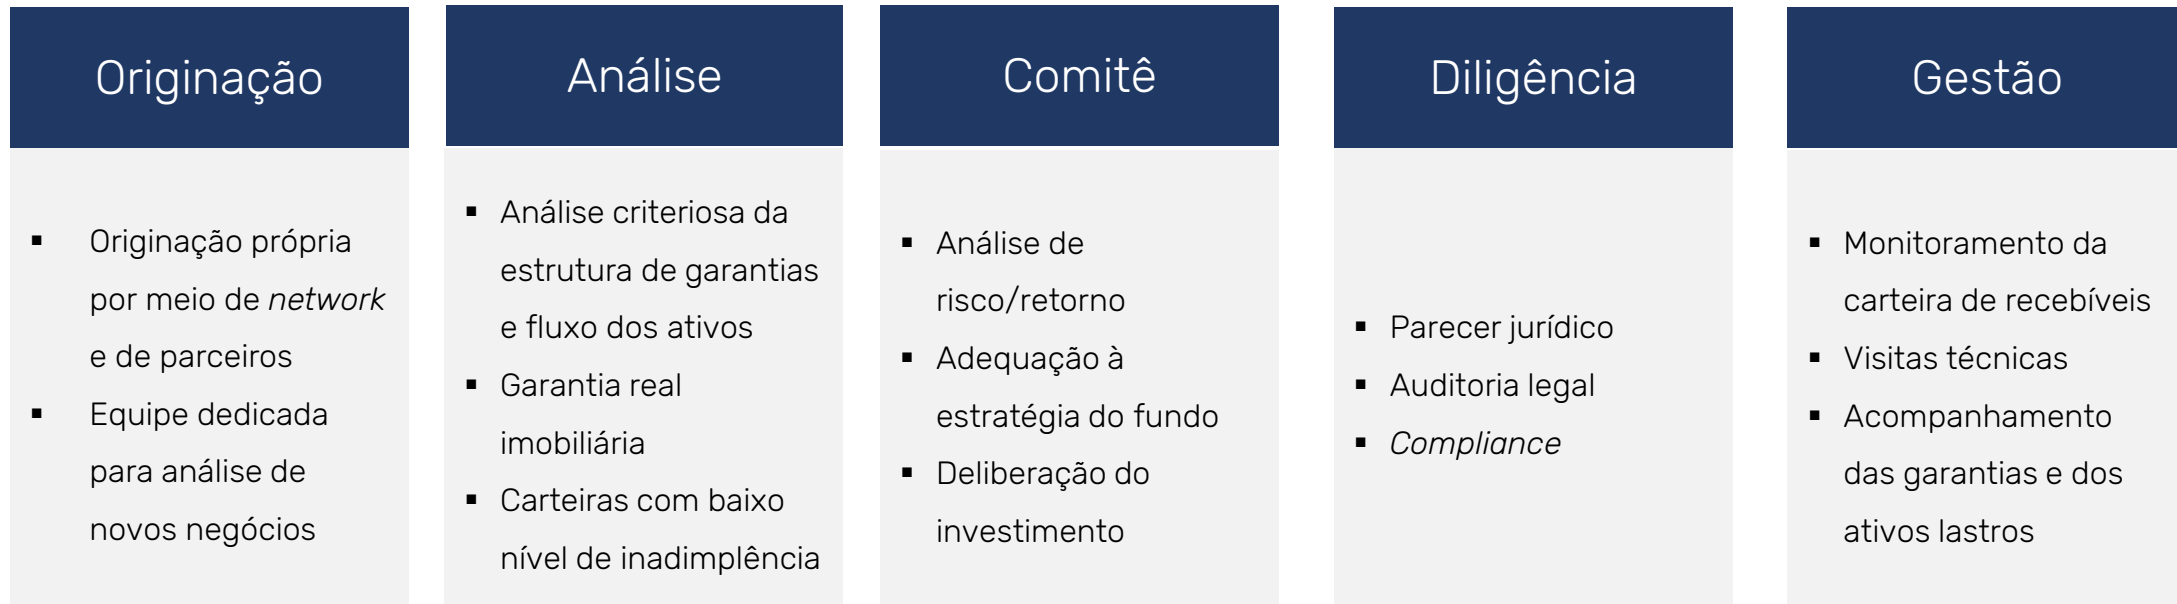 Originação
▪ Originação própria
por meio de network
e de parceiros
▪ Equipe dedicada
para análise de
novos negócios
Análise
▪ Análise criteriosa da
estrutura de garantias
e fluxo dos ativos
▪ Garantia real
imobiliária
▪ Carteiras com baixo
nível de inadimplência
Comitê
▪ Análise de
risco/retorno
▪ Adequação à
estratégia do fundo
▪ Deliberação do
investimento
Diligência
▪ Parecer jurídico
▪ Auditoria legal
▪ Compliance
Gestão
▪ Monitoramento da
carteira de recebíveis
▪ Visitas técnicas
▪ Acompanhamento
das garantias e dos
ativos lastros